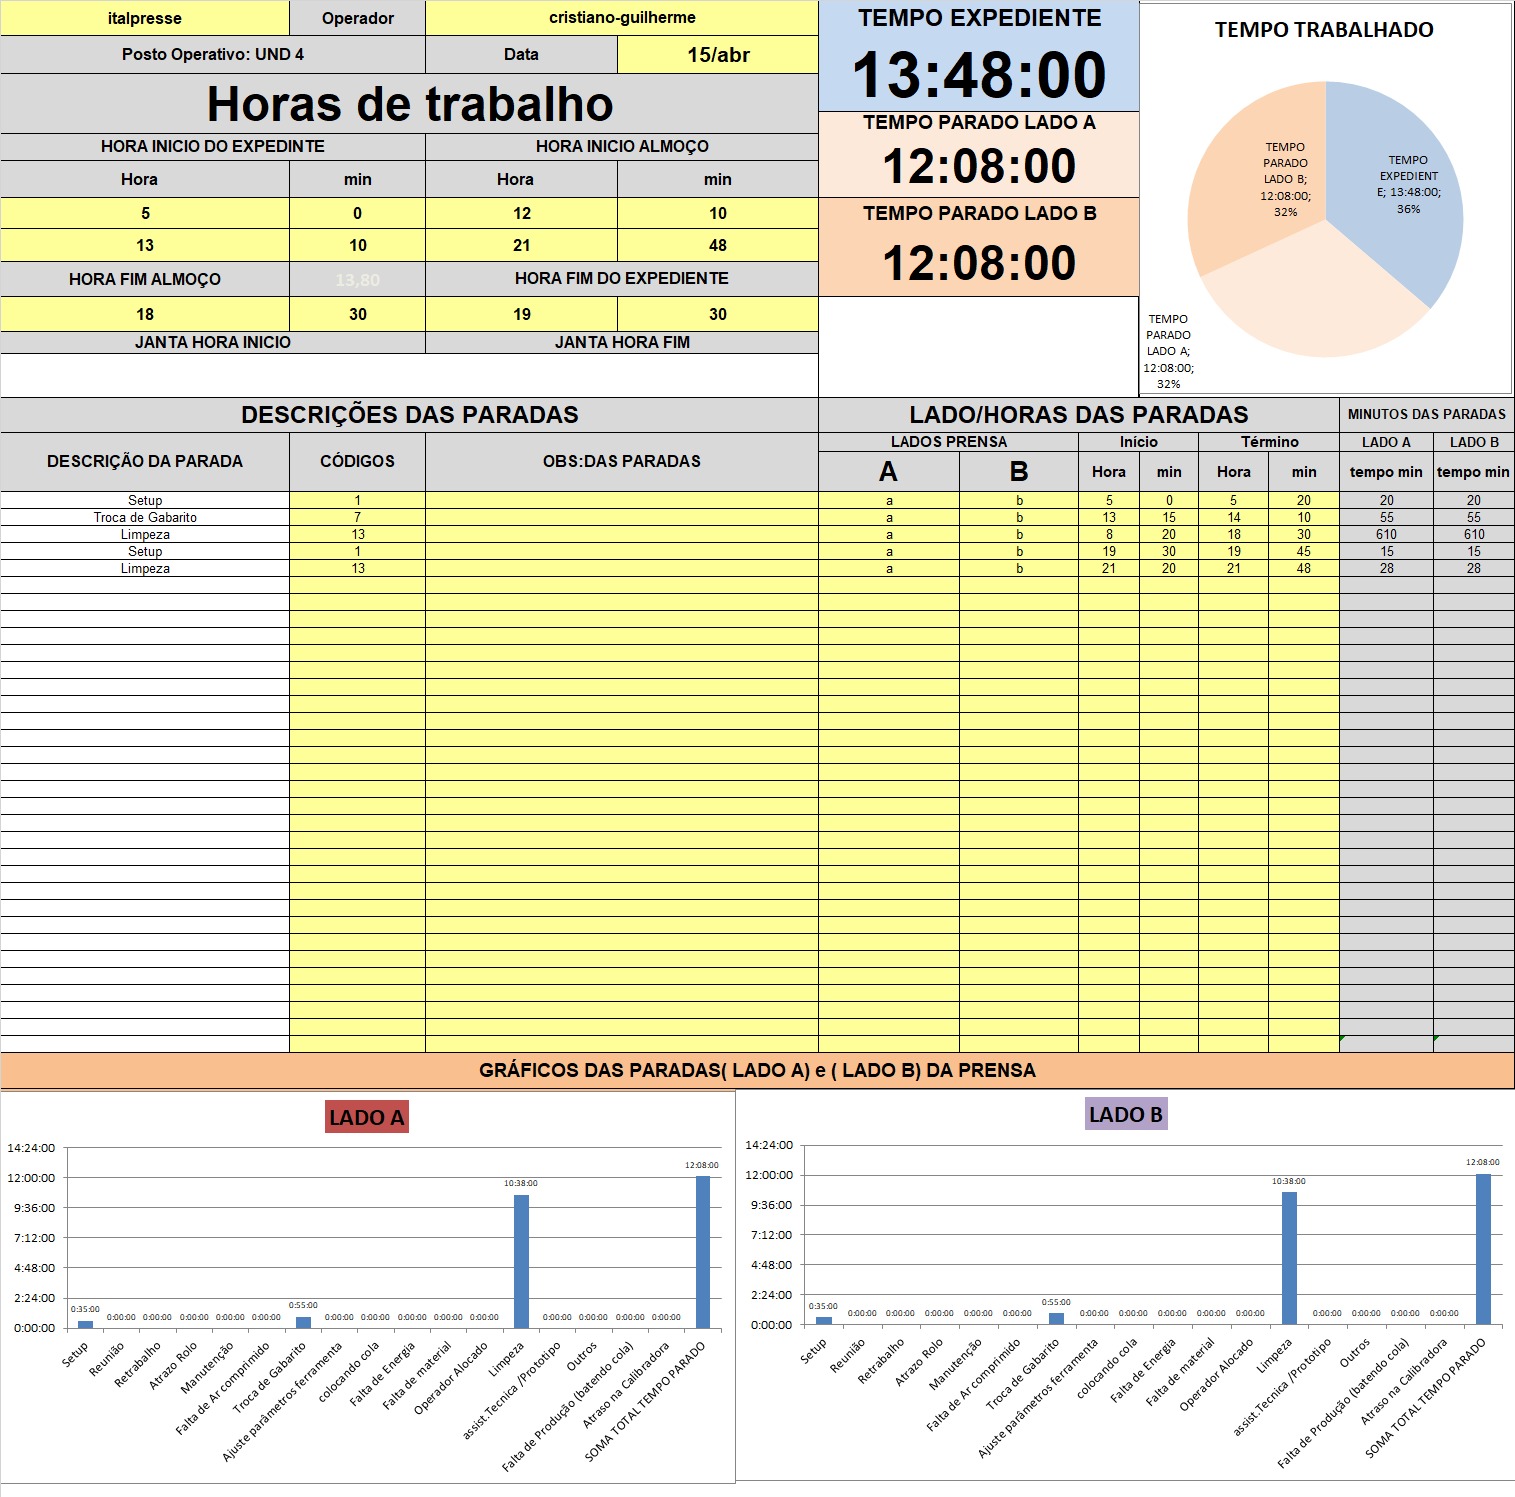 italpresse Operador cristiano-guilherme
Posto Operativo: UND 4 Data 15/abr
Horas de trabalho
HORA INICIO DO EXPEDINTE HORA INICIO ALMOÇO
Hora min Hora min
5 0 12 10
13 10 21 48
HORA FIM ALMOÇO 13,80 HORA FIM DO EXPEDIENTE
18 30 19 30
JANTA HORA INICIO JANTA HORA FIM
TEMPO EXPEDIENTE
13:48:00
TEMPO PARADO LADO A
12:08:00
TEMPO PARADO LADO B
12:08:00
TEMPO TRABALHADO
TEMPO
PARADO
LADO B;
12:08:00;
32%
TEMPO
EXPEDIENT
E; 13:48:00;
36%
TEMPO
PARADO
LADO A;
12:08:00;
32%
DESCRIÇÕES DAS PARADAS LADO/HORAS DAS PARADAS MINUTOS DAS PARADAS
DESCRIÇÃO DA PARADA CÓDIGOS OBS:DAS PARADAS
LADOS PRENSA Início Término LADO A LADO B
A B Hora min Hora min tempo min tempo min
Setup 1 a b 5 0 5 20 20 20
Troca de Gabarito 7 a b 13 15 14 10 55 55
Limpeza 13 a b 8 20 18 30 610 610
Setup 1 a b 19 30 19 45 15 15
Limpeza 13 a b 21 20 21 48 28 28
GRÁFICOS DAS PARADAS( LADO A) e ( LADO B) DA PRENSA
LADO A
14:24:00
12:00:00
9:36:00
7:12:00
4:48:00
2:24:00
0:00:00
0:35:00 0:00:00 0:00:00 0:00:00 0:00:00 0:00:00 0:55:00 0:00:00 0:00:00 0:00:00 0:00:00 0:00:00 10:38:00 0:00:00 0:00:00 0:00:00 0:00:00 12:08:00
Setup
Reunião
Retrabalho
Atrazo Rolo
Manutenção
Falta de Ar comprimido
Troca de Gabarito
Ajuste parâmetros ferramenta
colocando cola
Falta de Energia
Falta de material
Operador Alocado
Limpeza
assist.Tecnica /Prototipo
Outros
Falta de Produção (batendo cola)
Atraso na Calibradora
SOMA TOTAL TEMPO PARADO
LADO B
14:24:00
12:00:00
9:36:00
7:12:00
4:48:00
2:24:00
0:00:00
0:35:00 0:00:00 0:00:00 0:00:00 0:00:00 0:00:00 0:55:00 0:00:00 0:00:00 0:00:00 0:00:00 0:00:00 10:38:00 0:00:00 0:00:00 0:00:00 0:00:00 12:08:00
Setup
Reunião
Retrabalho
Atrazo Rolo
Manutenção
Falta de Ar comprimido
Troca de Gabarito
Ajuste parâmetros ferramenta
colocando cola
Falta de Energia
Falta de material
Operador Alocado
Limpeza
assist.Tecnica /Prototipo
Outros
Falta de Produção (batendo cola)
Atraso na Calibradora
SOMA TOTAL TEMPO PARADO